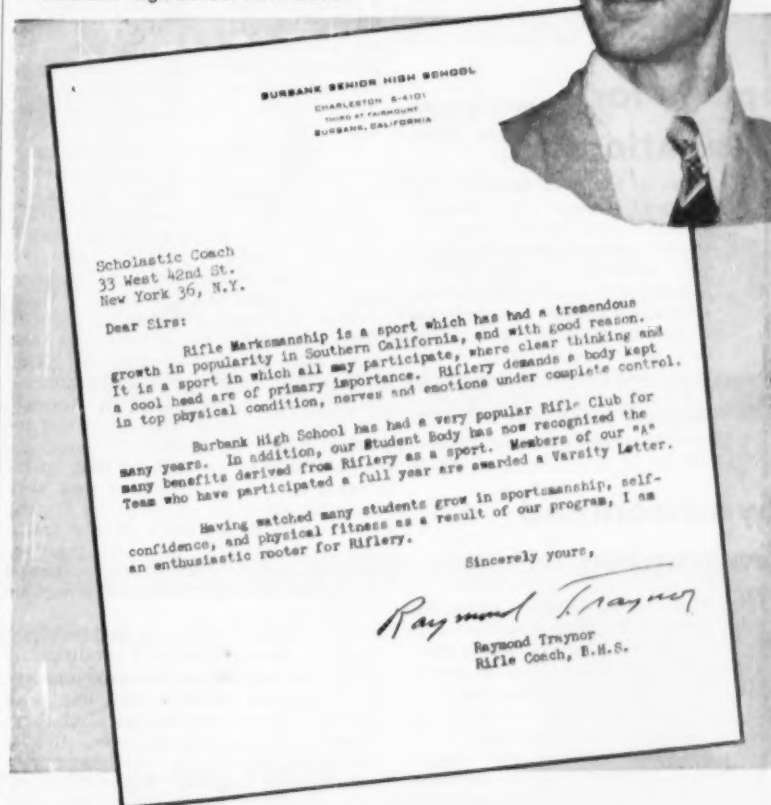 BURBANK SENIOR HIGH SCHOOL
CHARLESTON 6-4101
THIRD AT FAIRMOUNT
BURBANK, CALIFORNIA
Scholastic Coach
33 West 42nd St.
New York 36, N.Y.
Dear Sirs:
Rifle Marksmanship is a sport which has had a tremendous
growth in popularity in Southern California, and with good reason.
It is a sport in which all may participate, where clear thinking and
a cool head are of primary importance. Riflery demands a body kept
in top physical condition, nerves and emotions under complete control.
Burbank High School has had a very popular Rifle Club for
many years. In addition, our Student Body has now recognized the
many benefits derived from Riflery as a sport. Members of our "A"
Team who have participated a full year are awarded a Varsity Letter.
Having watched many students grow in sportsmanship, self-
confidence, and physical fitness as a result of our program, I am
an enthusiastic rooter for Riflery.
Sincerely yours,
Raymond Traynor
Raymond Traynor
Rifle Coach, B.H.S.